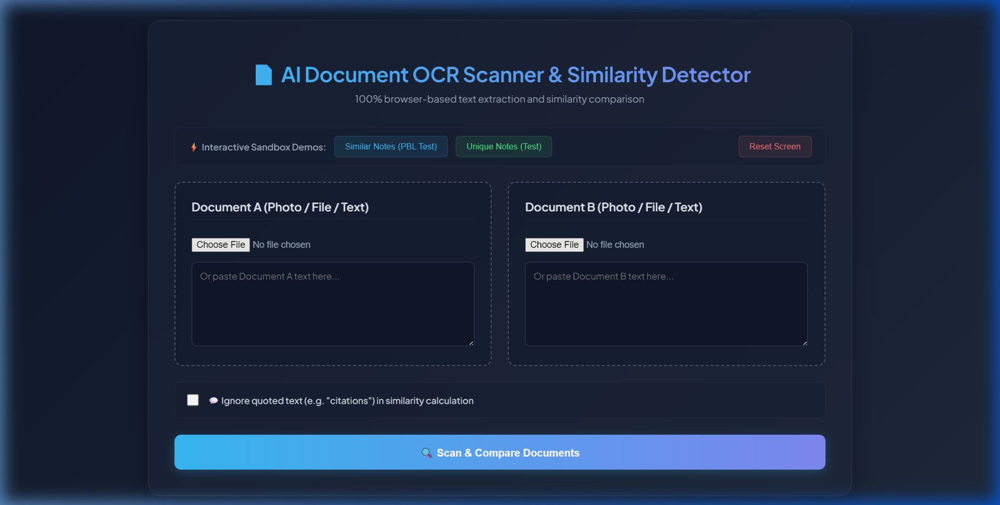 AI Document OCR Scanner & Similarity Detector
100% browser-based text extraction and similarity comparison
Interactive Sandbox Demos:
Similar Notes (PBL Test)
Unique Notes (Test)
Reset Screen
Document A (Photo / File / Text)
Choose File No file chosen
Or paste Document A text here...
Document B (Photo / File / Text)
Choose File No file chosen
Or paste Document B text here...
Ignore quoted text (e.g. "citations") in similarity calculation
Scan & Compare Documents